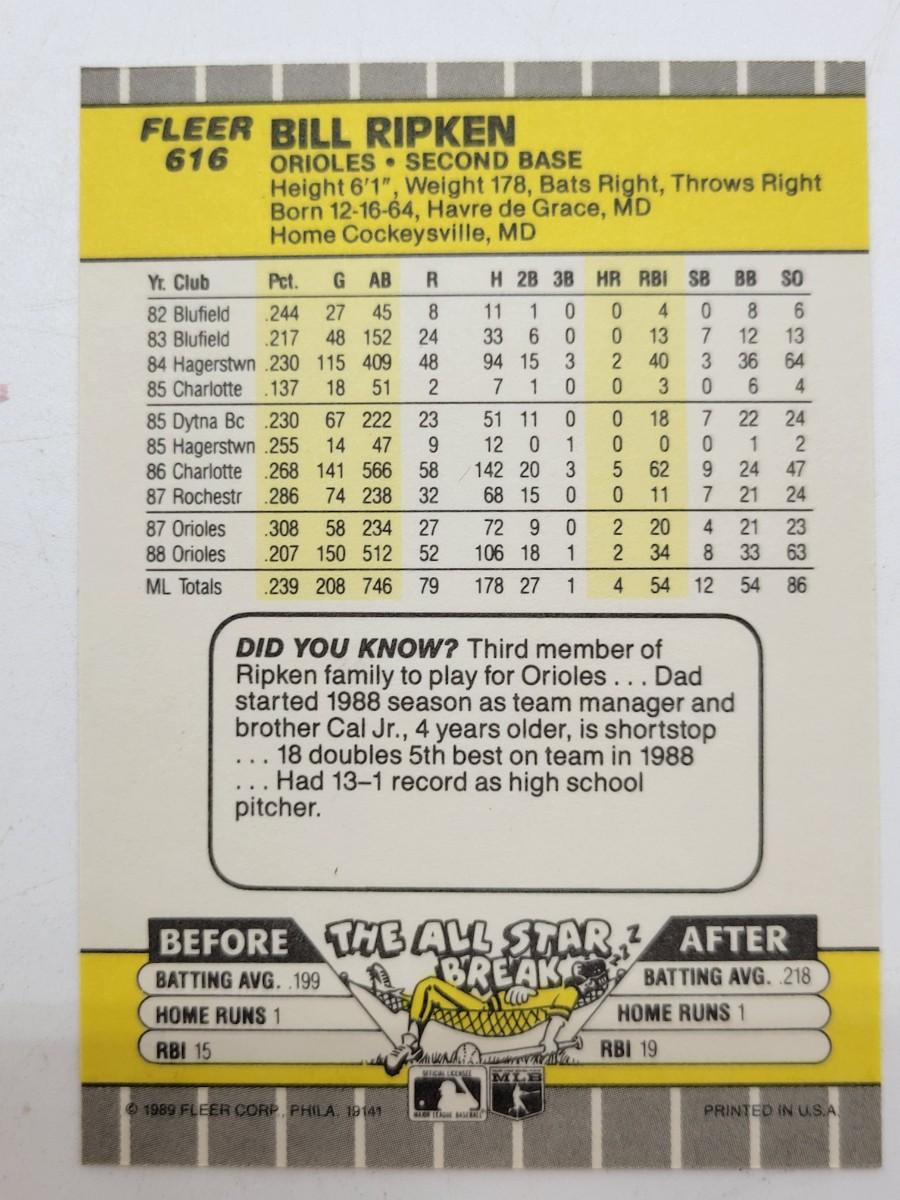 FLEER BILL RIPKEN
616 ORIOLES • SECOND BASE
Height 6'1", Weight 178, Bats Right, Throws Right
Born 12-16-64, Havre de Grace, MD
Home Cockeysville, MD
Yr. Club Pct. G AB R H 2B 3B HR RBI SB BB SO
82 Blufield .244 27 45 8 11 1 0 0 4 0 8 6
83 Blufield .217 48 152 24 33 6 0 0 13 7 12 13
84 Hagerstwn .230 115 409 48 94 15 3 2 40 3 36 64
85 Charlotte .137 18 51 2 7 1 0 0 3 0 6 4
85 Dytna Bc .230 67 222 23 51 11 0 0 18 7 22 24
85 Hagerstwn .255 14 47 9 12 0 1 0 0 0 1 2
86 Charlotte .268 141 566 58 142 20 3 5 62 9 24 47
87 Rochestr .286 74 238 32 68 15 0 0 11 7 21 24
87 Orioles .308 58 234 27 72 9 0 2 20 4 21 23
88 Orioles .207 150 512 52 106 18 1 2 34 8 33 63
ML Totals .239 208 746 79 178 27 1 4 54 12 54 86
DID YOU KNOW? Third member of
Ripken family to play for Orioles . . . Dad
started 1988 season as team manager and
brother Cal Jr., 4 years older, is shortstop
. . . 18 doubles 5th best on team in 1988
. . . Had 13–1 record as high school
pitcher.
BEFORE THE ALL STAR BREAK AFTER
zzzz
BATTING AVG. .199 BATTING AVG. .218
HOME RUNS 1 HOME RUNS 1
RBI 15 RBI 19
OFFICIAL LICENSEE
MAJOR LEAGUE BASEBALL
MLB
© 1989 FLEER CORP., PHILA. 19141 PRINTED IN U.S.A.